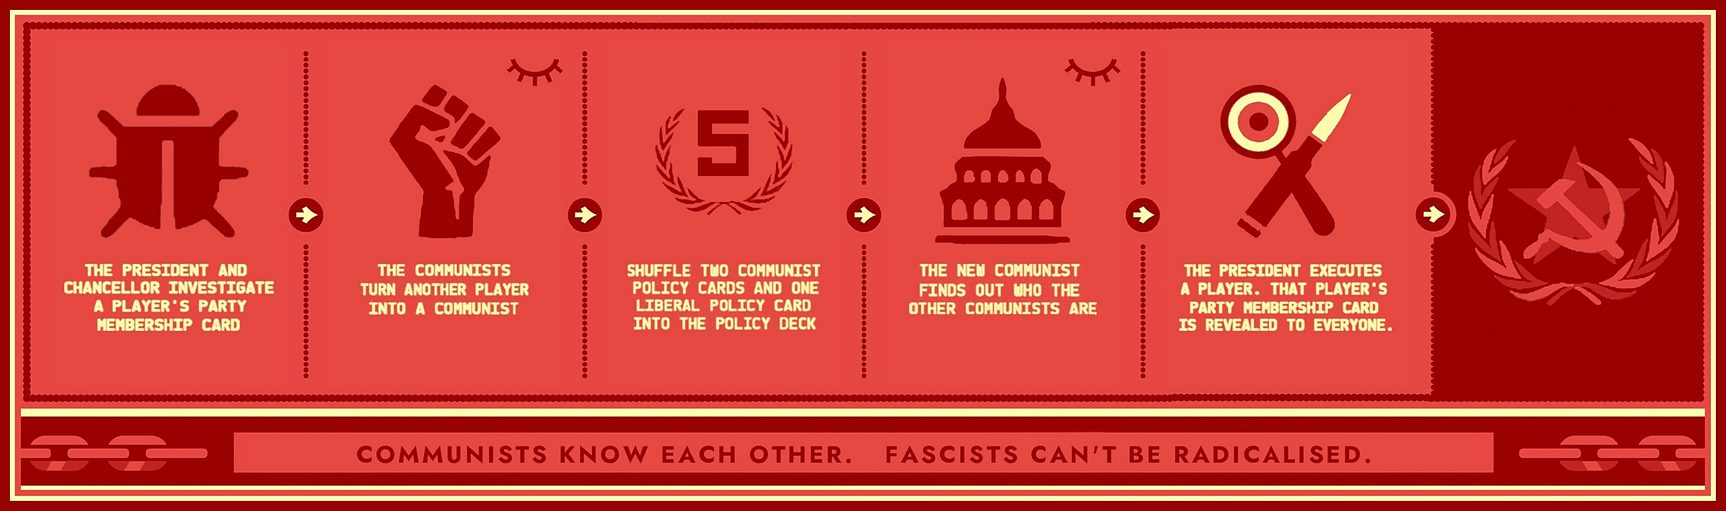 THE PRESIDENT AND
CHANCELLOR INVESTIGATE
A PLAYER'S PARTY
MEMBERSHIP CARD
THE COMMUNISTS
TURN ANOTHER PLAYER
INTO A COMMUNIST
5
SHUFFLE TWO COMMUNIST
POLICY CARDS AND ONE
LIBERAL POLICY CARD
INTO THE POLICY DECK
THE NEW COMMUNIST
FINDS OUT WHO THE
OTHER COMMUNISTS ARE
THE PRESIDENT EXECUTES
A PLAYER. THAT PLAYER'S
PARTY MEMBERSHIP CARD
IS REVEALED TO EVERYONE.
COMMUNISTS KNOW EACH OTHER. FASCISTS CAN'T BE RADICALISED.